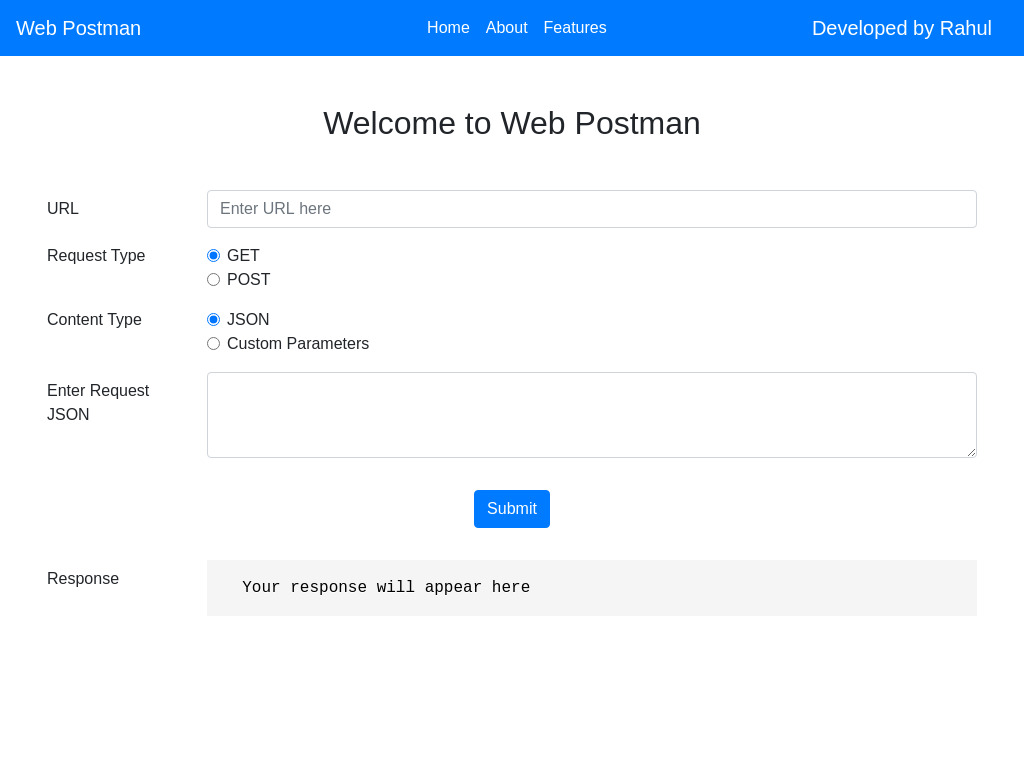 Web Postman
Home About Features
Developed by Rahul
Welcome to Web Postman
URL
Enter URL here
Request Type
GET
POST
Content Type
JSON
Custom Parameters
Enter Request
JSON
Submit
Response
Your response will appear here